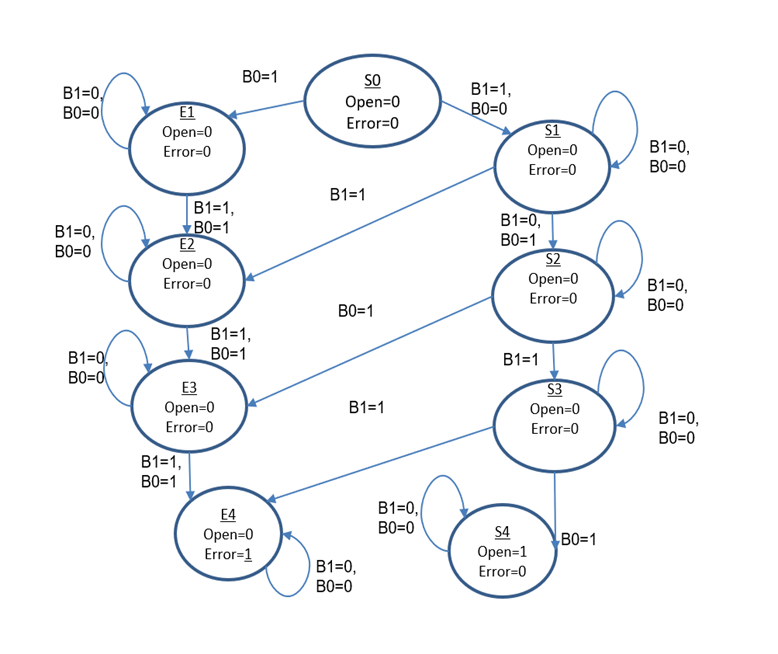 B0=1
S0
Open=0
Error=0
B1=1,
B0=0
B1=0,
B0=0
E1
Open=0
Error=0
S1
Open=0
Error=0
B1=0,
B0=0
B1=1
B1=1,
B0=1
B1=0,
B0=1
B1=0,
B0=0
E2
Open=0
Error=0
S2
Open=0
Error=0
B1=0,
B0=0
B0=1
B1=1,
B0=1
B1=1
B1=0,
B0=0
E3
Open=0
Error=0
S3
Open=0
Error=0
B1=0,
B0=0
B1=1
B1=1,
B0=1
E4
Open=0
Error=1
B1=0,
B0=0
B1=0,
B0=0
S4
Open=1
Error=0
B0=1